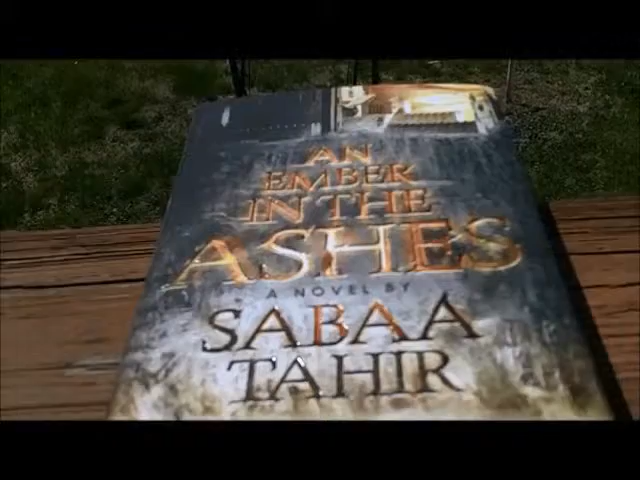 AN
EMBER
IN THE
ASHES
A NOVEL BY
SABAA
TAHIR